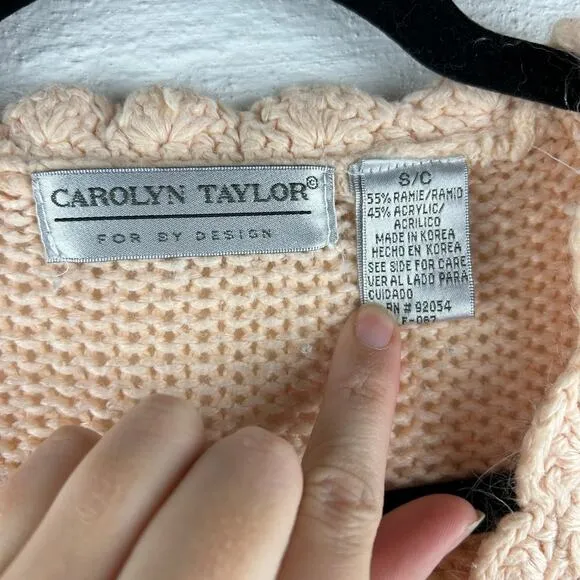 CAROLYN TAYLOR©
FOR BY DESIGN
S/C
55% RAMIE/RAMIO
45% ACRYLIC/
ACRILICO
MADE IN KOREA
HECHO EN KOREA
SEE SIDE FOR CARE
VER AL LADO PARA
CUIDADO
RN # 92054